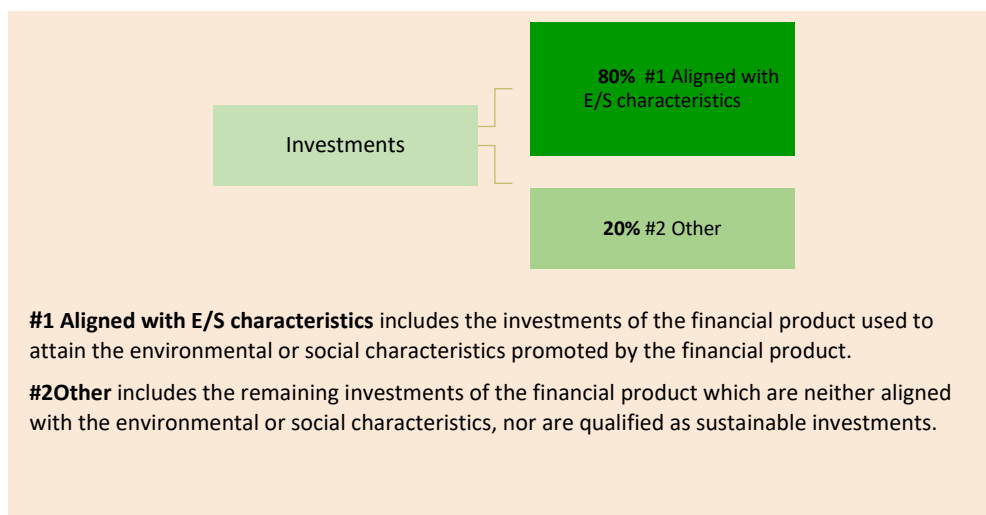 80% #1 Aligned with
E/S characteristics
Investments
20% #2 Other
#1 Aligned with E/S characteristics includes the investments of the financial product used to
attain the environmental or social characteristics promoted by the financial product.
#2Other includes the remaining investments of the financial product which are neither aligned
with the environmental or social characteristics, nor are qualified as sustainable investments.